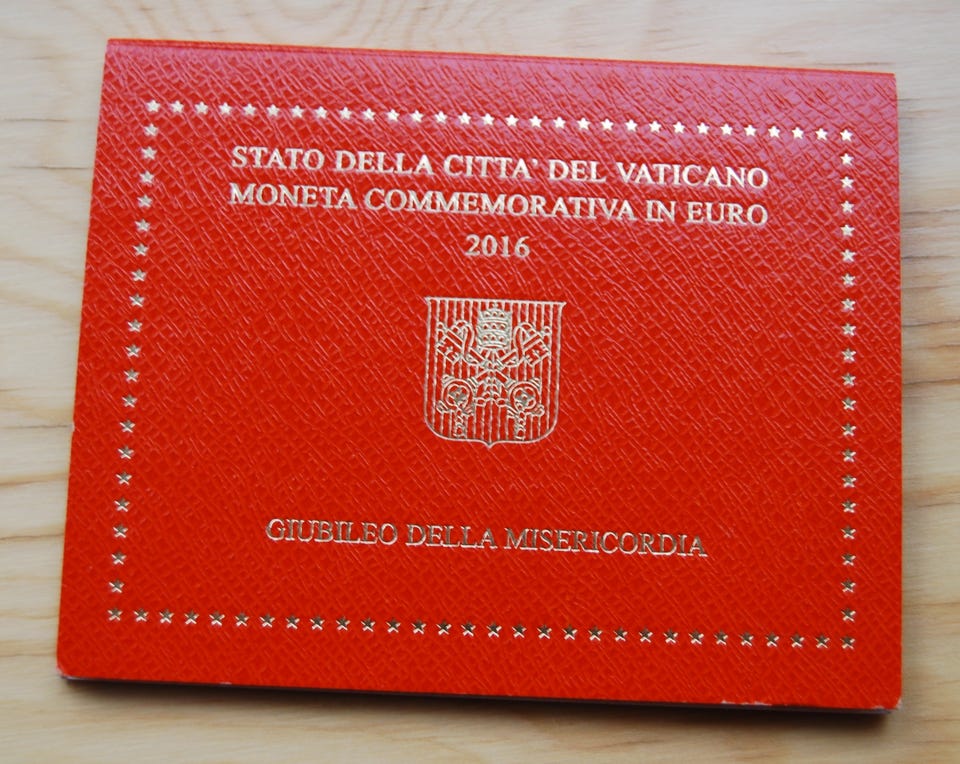 STATO DELLA CITTA' DEL VATICANO
MONETA COMMEMORATIVA IN EURO
2016
GIUBILEO DELLA MISERICORDIA